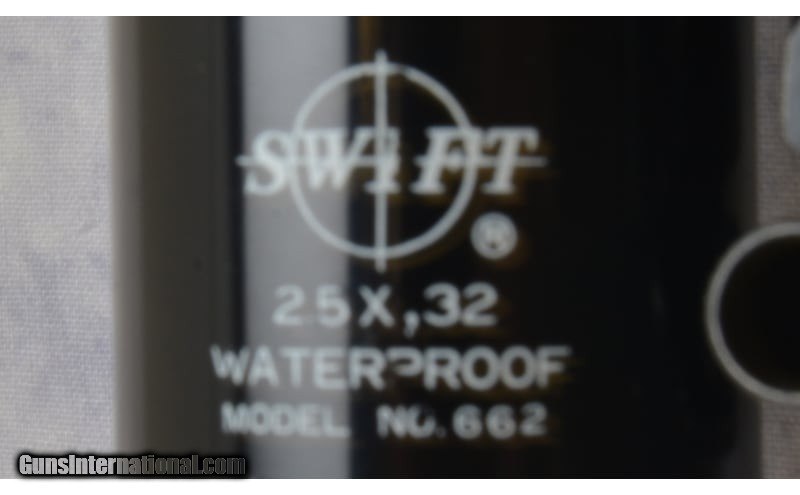 SWIFT
®
25X,32
WATERPROOF
MODEL NO.662
GunsInternational.com